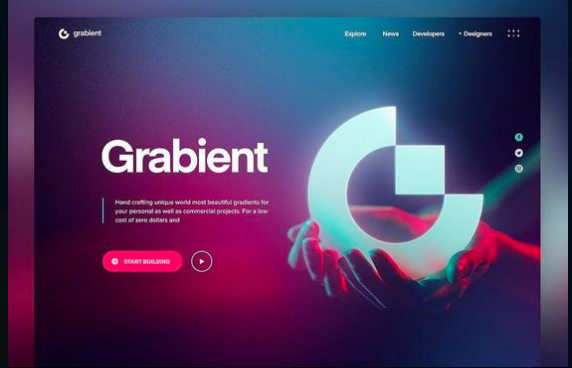 grabient
Explore News Developers Designers
Grabient
Hand crafting unique world most beautiful gradients for
your personal as well as commercial projects. For a low
cost of zero dollars and
START BUILDING